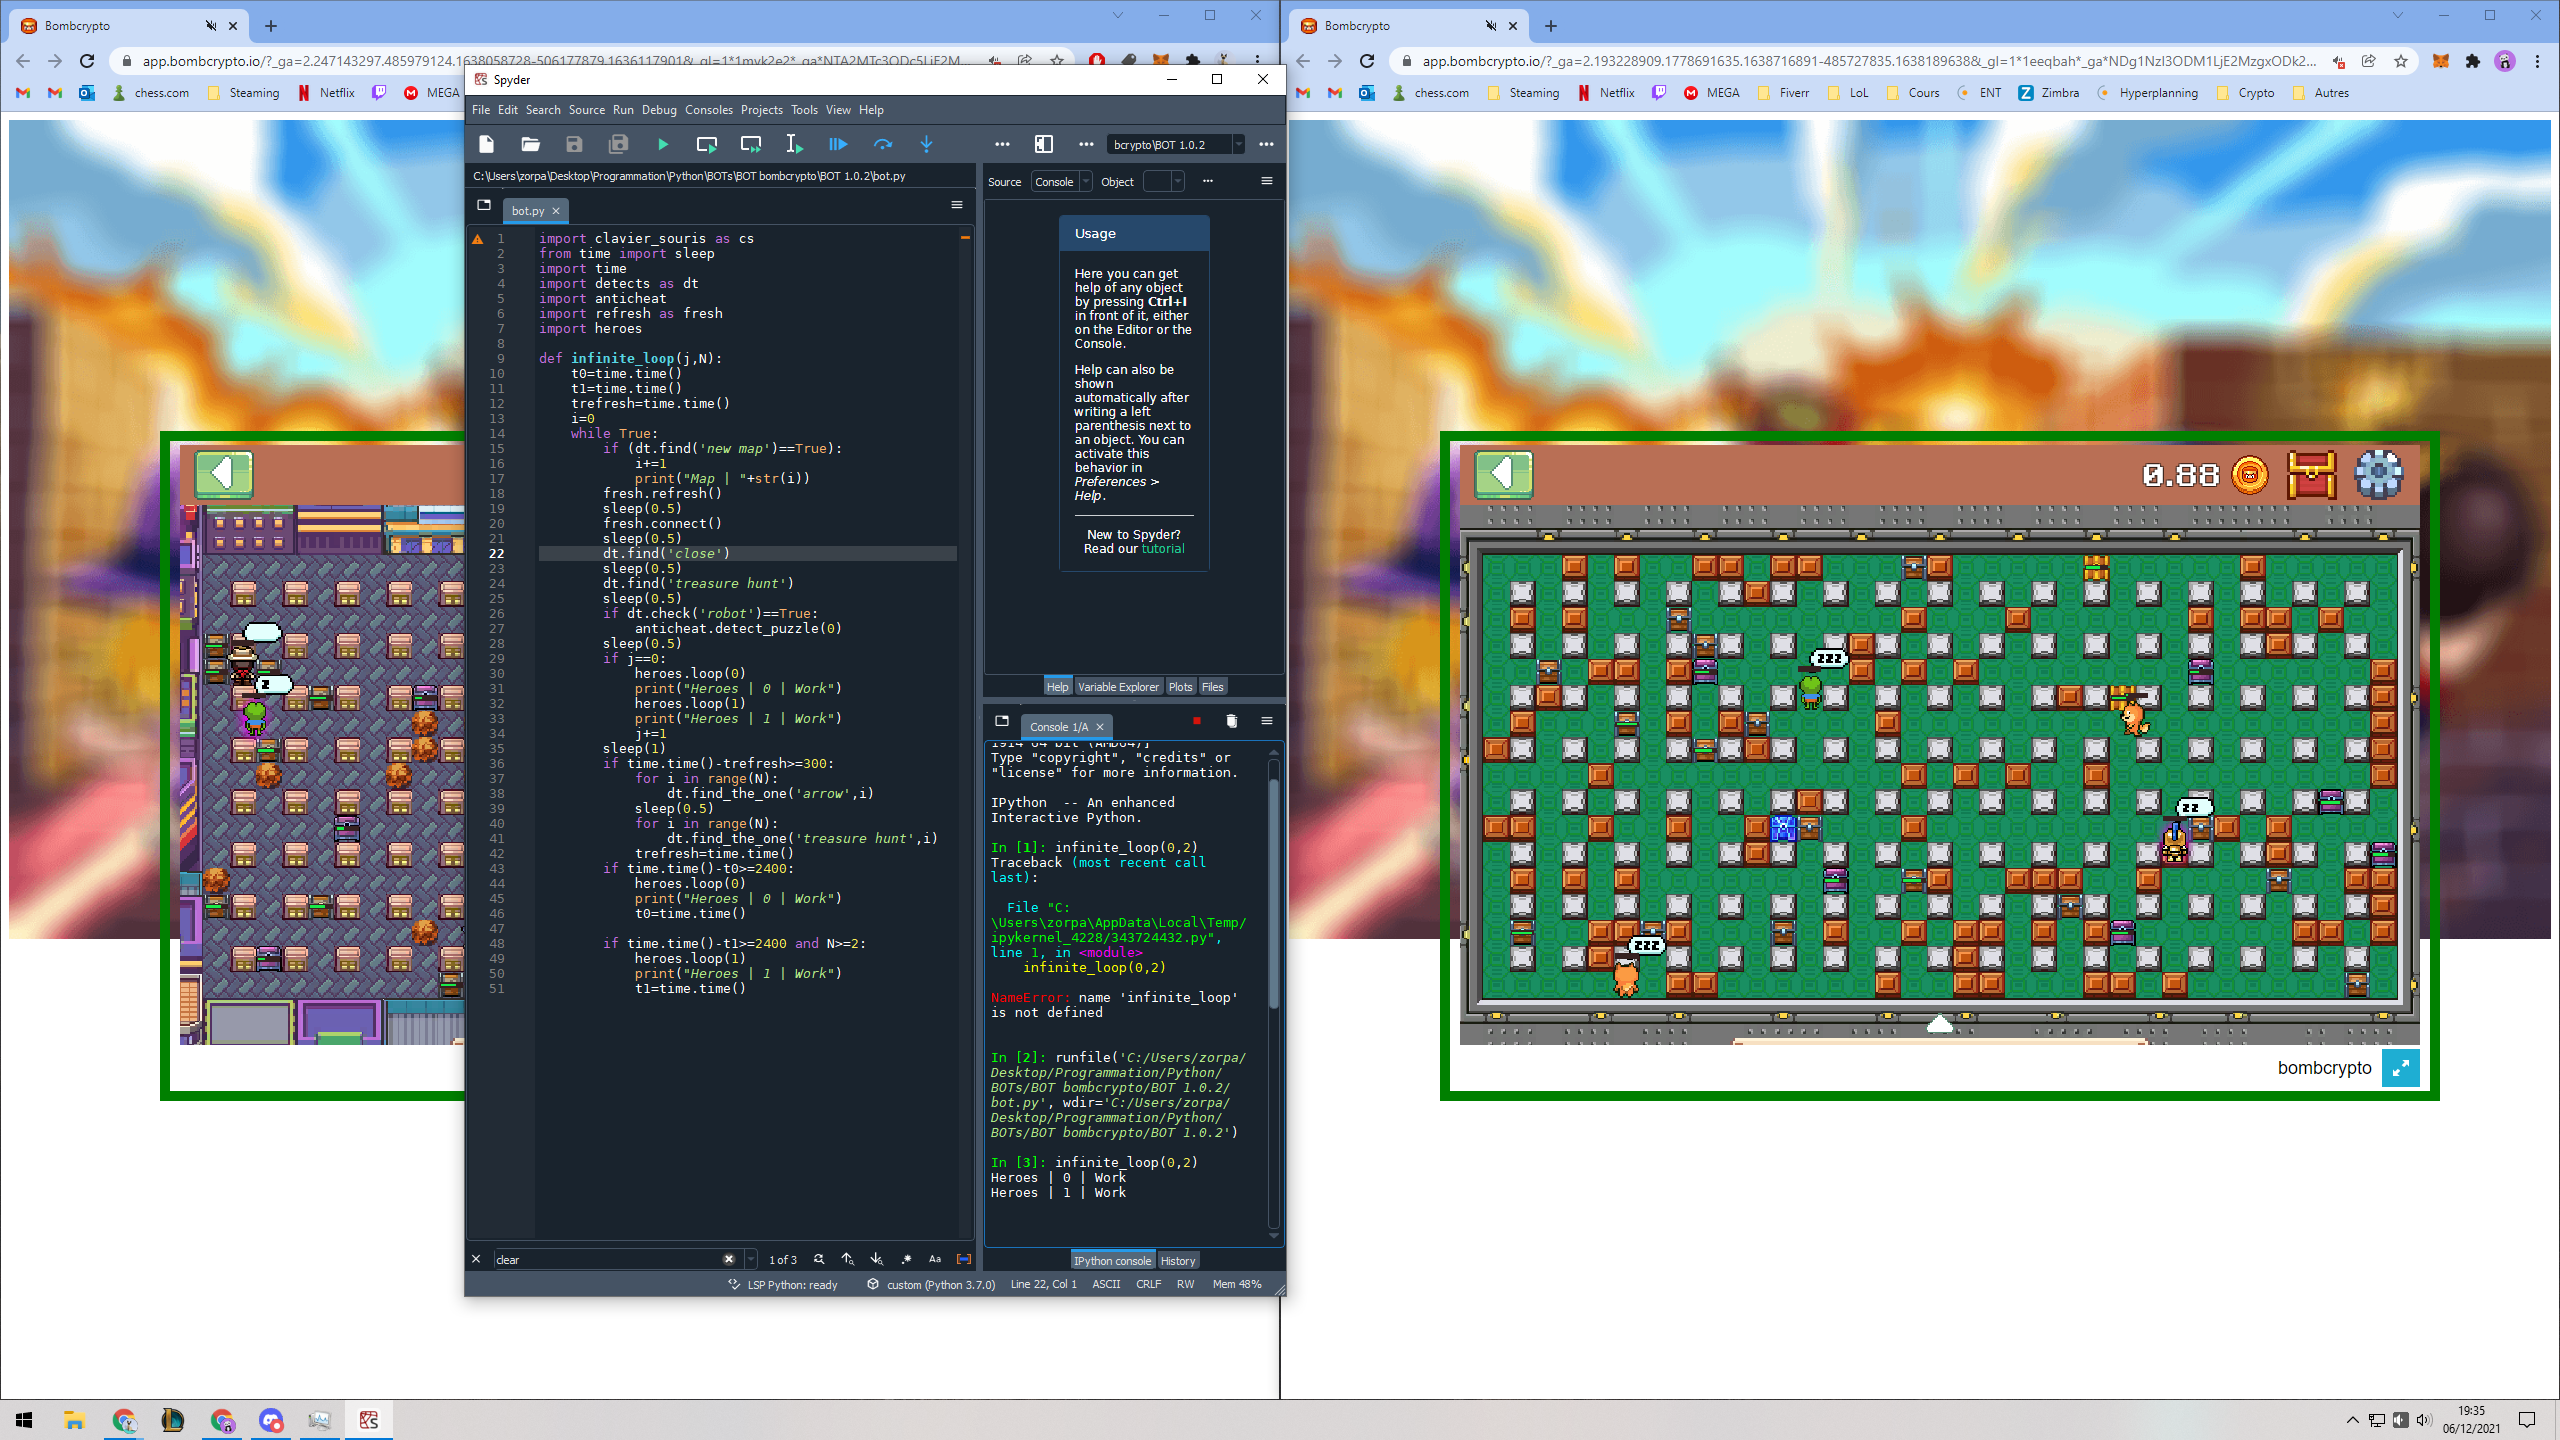 Bombcrypto
app.bombcrypto.io/?_ga=2.247143297.485979124.1638058728-506177879.1636117901&_gl=1*1myk2e2*_ga*NTA2MTc3ODc5LjE2M...
chess.com
Steaming
Netflix
MEGA
Spyder
File Edit Search Source Run Debug Consoles Projects Tools View Help
bcrypto\BOT 1.0.2
C:\Users\zorpa\Desktop\Programmation\Python\BOTs\BOT bombcrypto\BOT 1.0.2\bot.py
bot.py
1 import clavier_souris as cs
2 from time import sleep
3 import time
4 import detects as dt
5 import anticheat
6 import refresh as fresh
7 import heroes
8
9 def infinite_loop(j,N):
10 t0=time.time()
11 t1=time.time()
12 trefresh=time.time()
13 i=0
14 while True:
15 if (dt.find('new map')==True):
16 i+=1
17 print("Map | "+str(i))
18 fresh.refresh()
19 sleep(0.5)
20 fresh.connect()
21 sleep(0.5)
22 dt.find('close')
23 sleep(0.5)
24 dt.find('treasure hunt')
25 sleep(0.5)
26 if dt.check('robot')==True:
27 anticheat.detect_puzzle(0)
28 sleep(0.5)
29 if j==0:
30 heroes.loop(0)
31 print("Heroes | 0 | Work")
32 heroes.loop(1)
33 print("Heroes | 1 | Work")
34 j+=1
35 sleep(1)
36 if time.time()-trefresh>=300:
37 for i in range(N):
38 dt.find_the_one('arrow',i)
39 sleep(0.5)
40 for i in range(N):
41 dt.find_the_one('treasure hunt',i)
42 trefresh=time.time()
43 if time.time()-t0>=2400:
44 heroes.loop(0)
45 print("Heroes | 0 | Work")
46 t0=time.time()
47
48 if time.time()-t1>=2400 and N>=2:
49 heroes.loop(1)
50 print("Heroes | 1 | Work")
51 t1=time.time()
clear
1 of 3
Aa
Source Console Object
Usage
Here you can get
help of any object
by pressing Ctrl+I
in front of it, either
on the Editor or the
Console.
Help can also be
shown
automatically after
writing a left
parenthesis next to
an object. You can
activate this
behavior in
Preferences >
Help.
New to Spyder?
Read our tutorial
Help Variable Explorer Plots Files
Console 1/A
Type "copyright", "credits" or
"license" for more information.
IPython -- An enhanced
Interactive Python.
In [1]: infinite_loop(0,2)
Traceback (most recent call
last):
File "C:
\Users\zorpa\AppData\Local\Temp/
ipykernel_4228/343724432.py",
line 1, in <module>
infinite_loop(0,2)
NameError: name 'infinite_loop'
is not defined
In [2]: runfile('C:/Users/zorpa/
Desktop/Programmation/Python/
BOTs/BOT bombcrypto/BOT 1.0.2/
bot.py', wdir='C:/Users/zorpa/
Desktop/Programmation/Python/
BOTs/BOT bombcrypto/BOT 1.0.2')
In [3]: infinite_loop(0,2)
Heroes | 0 | Work
Heroes | 1 | Work
IPython console History
LSP Python: ready
custom (Python 3.7.0)
Line 22, Col 1
ASCII
CRLF
RW
Mem 48%
z
Bombcrypto
app.bombcrypto.io/?_ga=2.193228909.1778691635.1638716891-485727835.1638189638&_gl=1*1eeqbah*_ga*NDg1NzI3ODM1LjE2MzgxODk2...
chess.com
Steaming
Netflix
MEGA
Fiverr
LoL
Cours
ENT
Zimbra
Hyperplanning
Crypto
Autres
0.88
zzz
zz
zzz
bombcrypto
19:35
06/12/2021